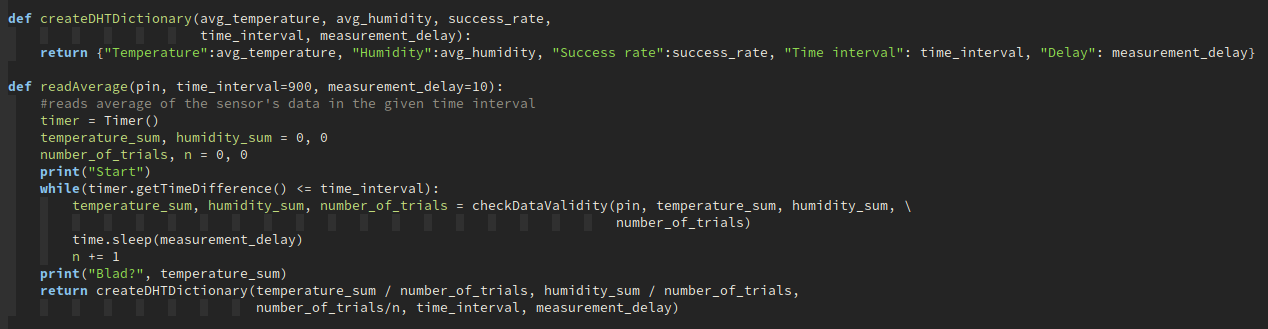 def createDHTDictionary(avg_temperature, avg_humidity, success_rate,
                        time_interval, measurement_delay):
    return {"Temperature":avg_temperature, "Humidity":avg_humidity, "Success rate":success_rate, "Time interval": time_interval, "Delay": measurement_delay}
def readAverage(pin, time_interval=900, measurement_delay=10):
    #reads average of the sensor's data in the given time interval
    timer = Timer()
    temperature_sum, humidity_sum = 0, 0
    number_of_trials, n = 0, 0
    print("Start")
    while(timer.getTimeDifference() <= time_interval):
        temperature_sum, humidity_sum, number_of_trials = checkDataValidity(pin, temperature_sum, humidity_sum, \
                                                                            number_of_trials)
        time.sleep(measurement_delay)
        n += 1
    print("Blad?", temperature_sum)
    return createDHTDictionary(temperature_sum / number_of_trials, humidity_sum / number_of_trials,
                               number_of_trials/n, time_interval, measurement_delay)